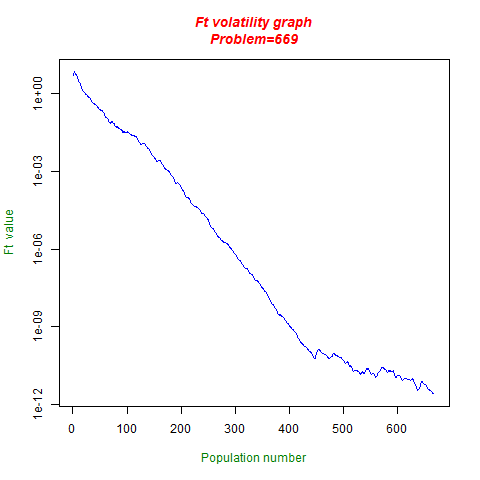 Ft volatility graph
Problem=669
1e+00
1e-03
1e-06
1e-09
1e-12
Ft value
0 100 200 300 400 500 600
Population number